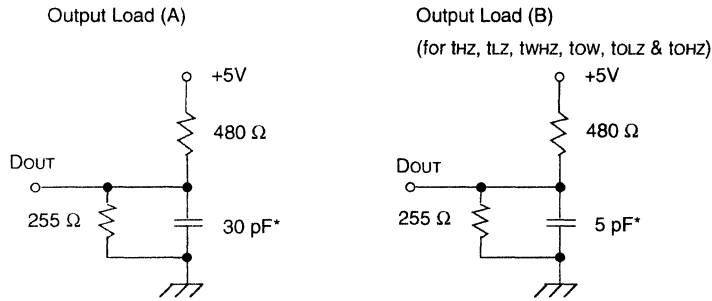 Output Load (A)
+5V
480 Ω
DOUT
255 Ω
30 pF*
Output Load (B)
(for tHZ, tLZ, tWHZ, tOW, tOLZ & tOHZ)
+5V
480 Ω
DOUT
255 Ω
5 pF*